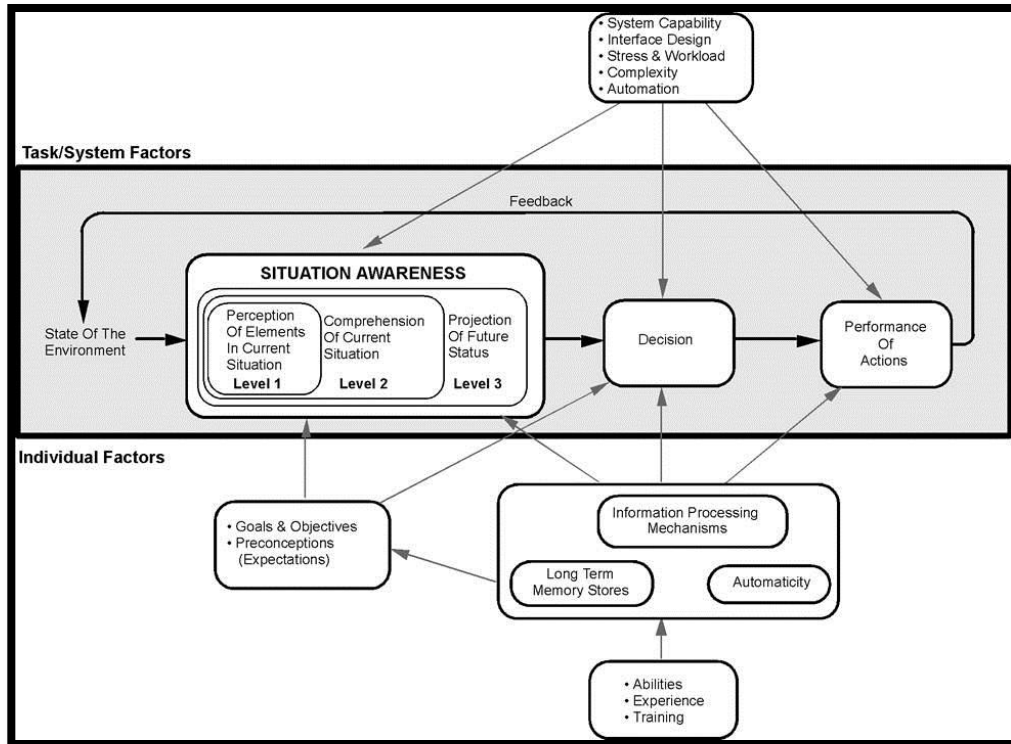 • System Capability
• Interface Design
• Stress & Workload
• Complexity
• Automation
Task/System Factors
Feedback
SITUATION AWARENESS
State Of The
Environment
Perception
Of Elements
In Current
Situation
Level 1
Comprehension
Of Current
Situation
Level 2
Projection
Of Future
Status
Level 3
Decision
Performance
Of
Actions
Individual Factors
• Goals & Objectives
• Preconceptions
(Expectations)
Information Processing
Mechanisms
Long Term
Memory Stores
Automaticity
• Abilities
• Experience
• Training